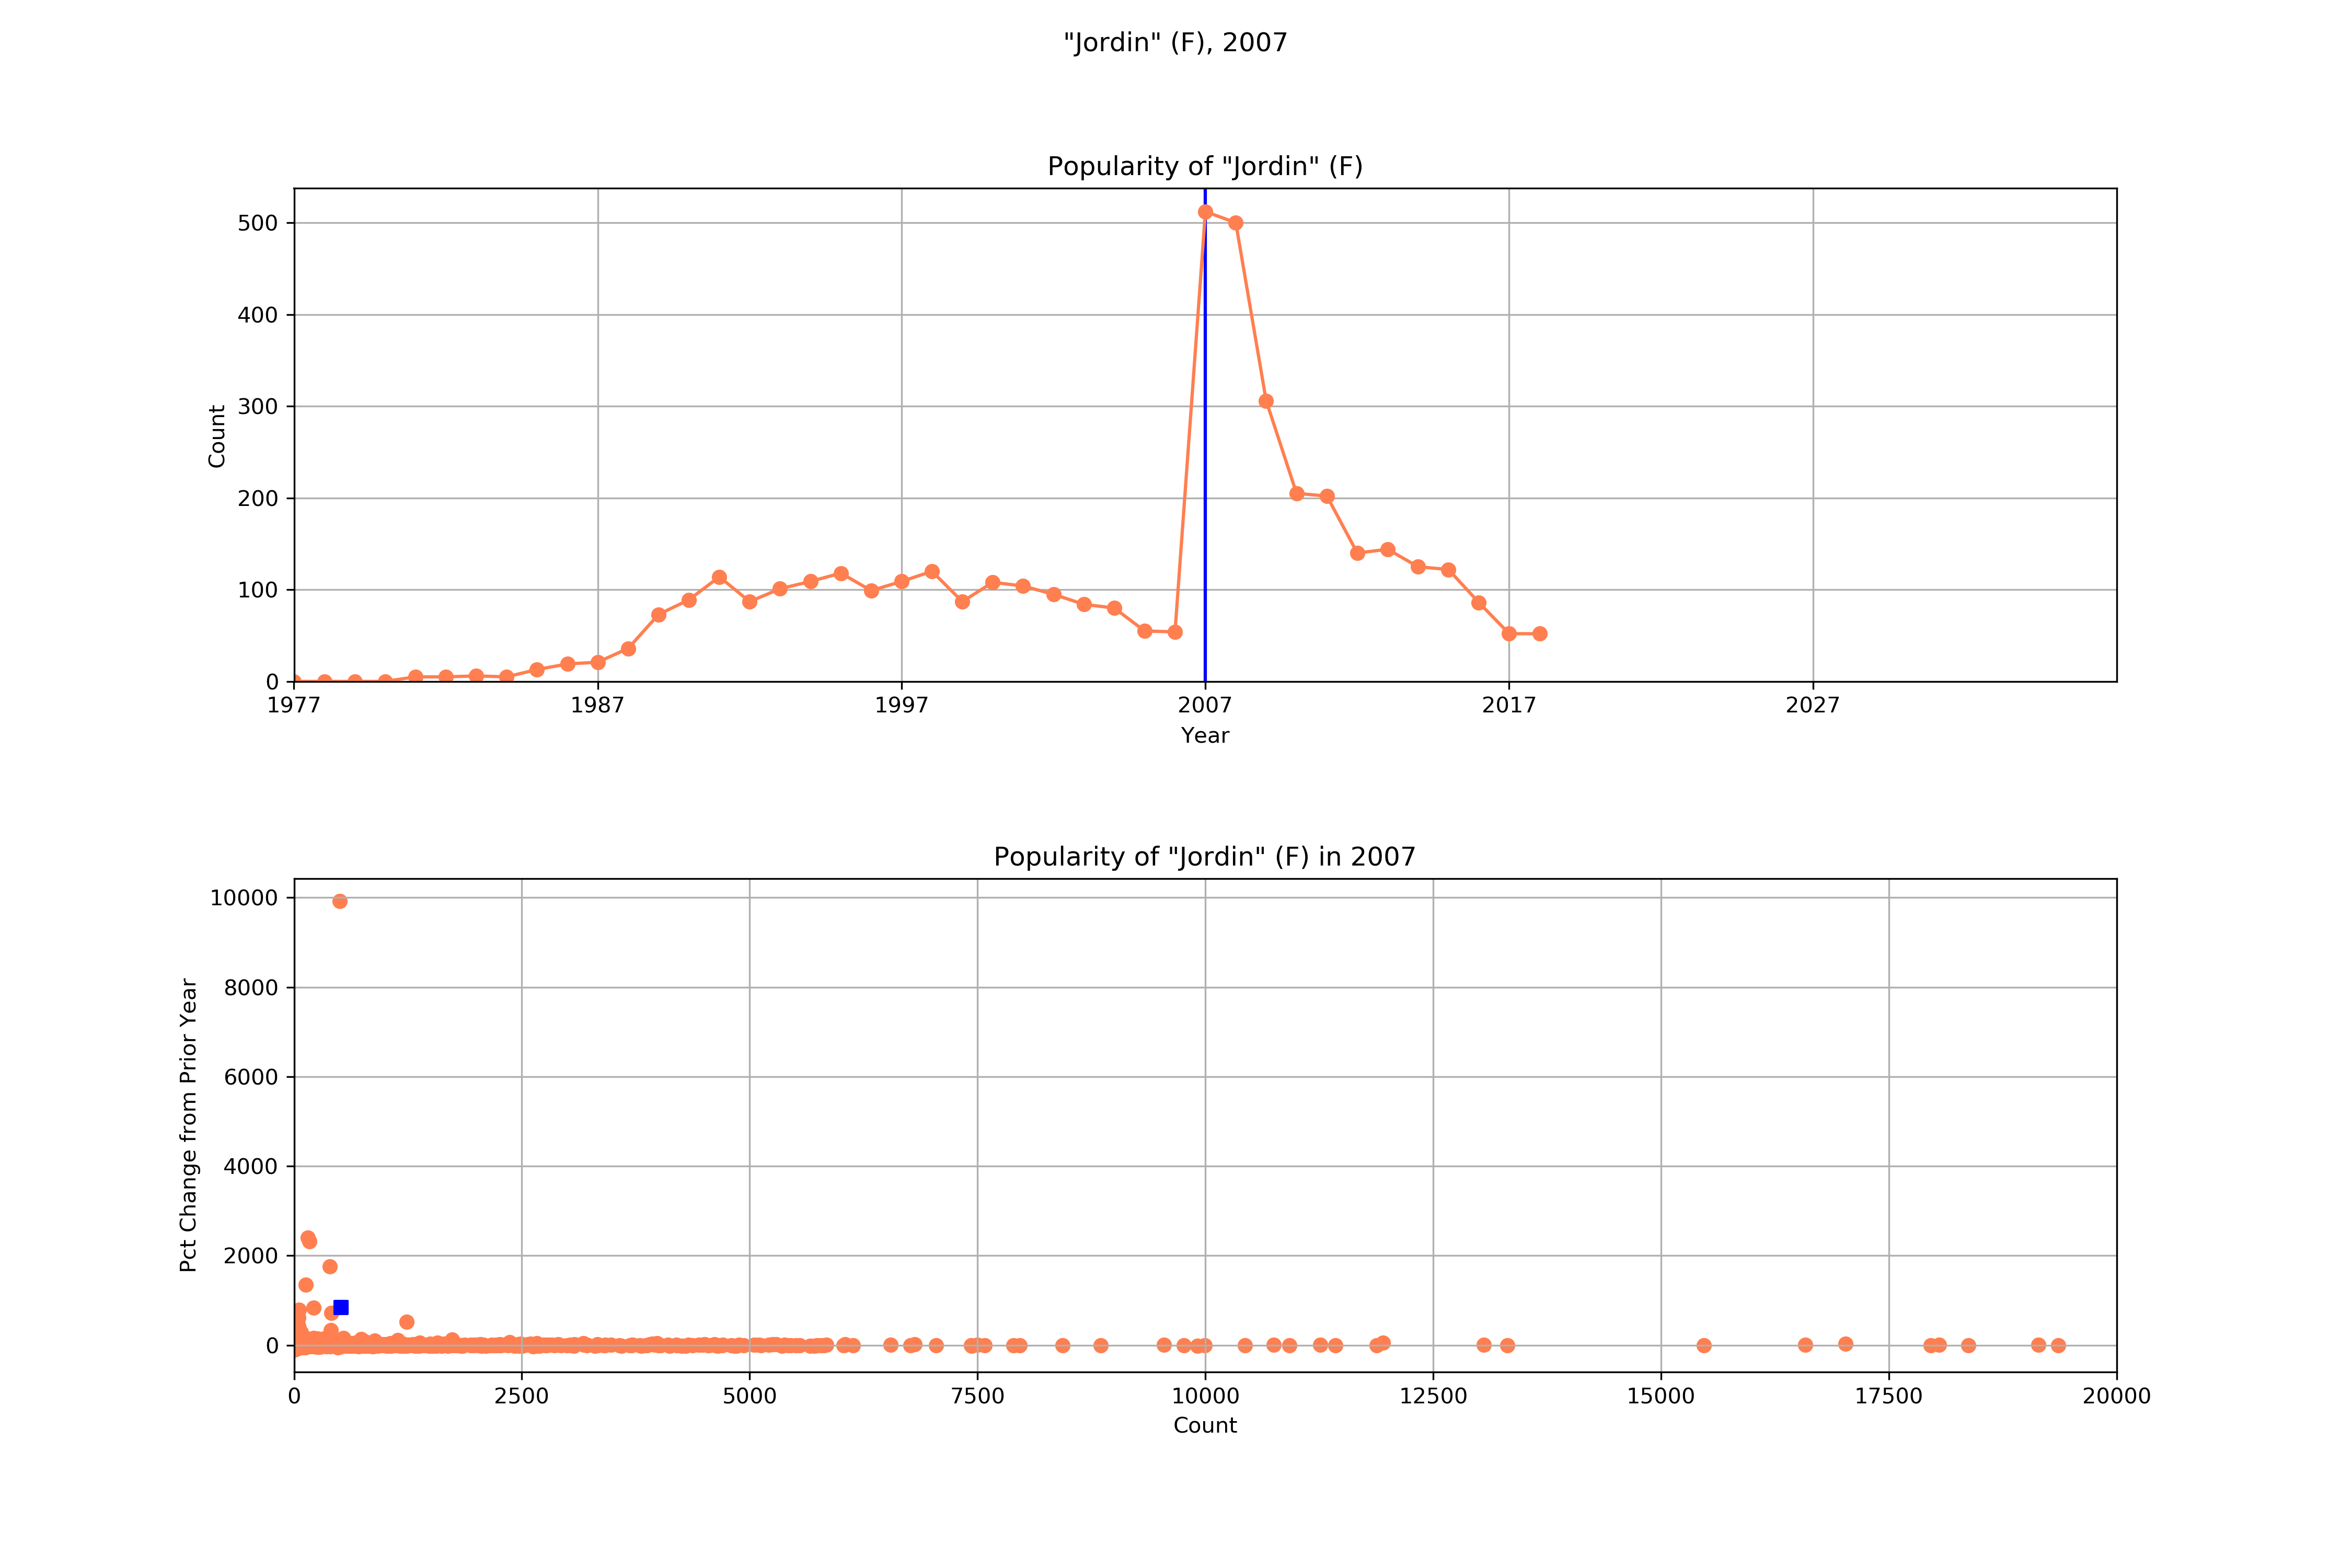 "Jordin" (F), 2007
Popularity of "Jordin" (F)
500
400
300
200
100
0
Count
1977 1987 1997 2007 2017 2027
Year
Popularity of "Jordin" (F) in 2007
10000
8000
6000
4000
2000
0
Pct Change from Prior Year
0 2500 5000 7500 10000 12500 15000 17500 20000
Count